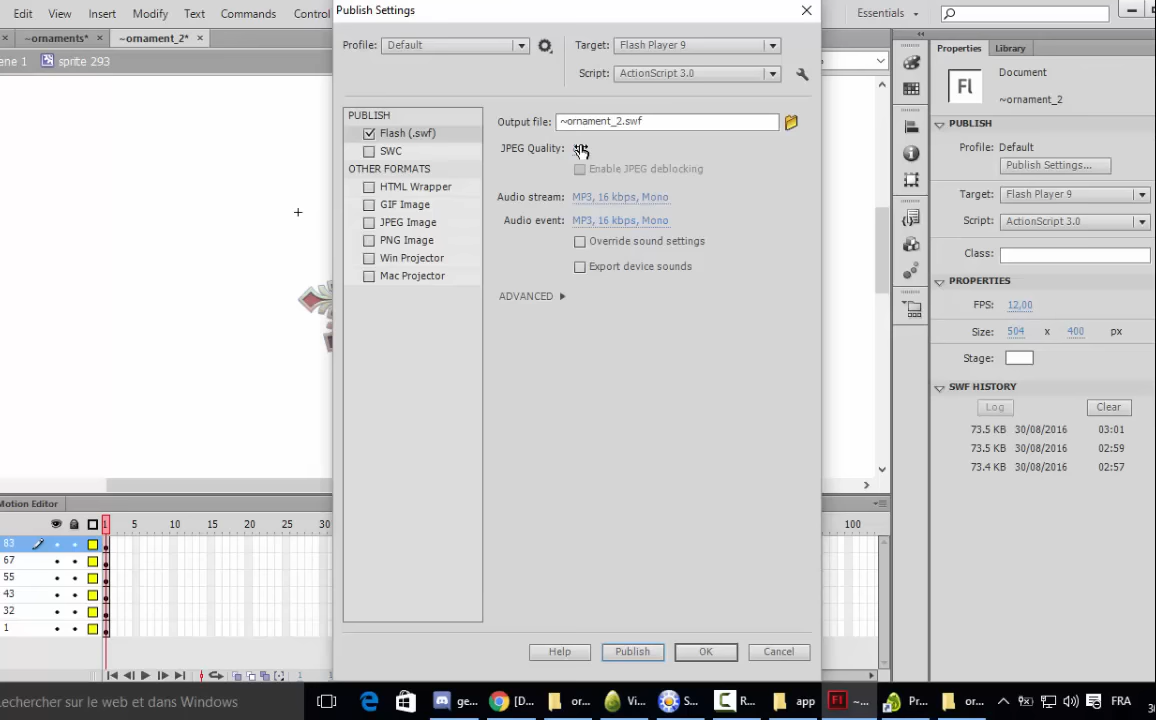 Edit View Insert Modify Text Commands Control
Publish Settings
Essentials
~ornaments* × ~ornament_2* ×
Profile: Default
Target: Flash Player 9
Properties Library
ene 1 sprite 293
Script: ActionScript 3.0
Document
Fl
~ornament_2
PUBLISH
Flash (.swf)
SWC
OTHER FORMATS
HTML Wrapper
GIF Image
JPEG Image
PNG Image
Win Projector
Mac Projector
Output file: ~ornament_2.swf
JPEG Quality:
Enable JPEG deblocking
Audio stream: MP3, 16 kbps, Mono
Audio event: MP3, 16 kbps, Mono
Override sound settings
Export device sounds
ADVANCED
Help Publish OK Cancel
PUBLISH
Profile: Default
Publish Settings...
Target: Flash Player 9
Script: ActionScript 3.0
Class:
PROPERTIES
FPS: 12,00
Size: 504 x 400 px
Stage:
SWF HISTORY
Log Clear
73.5 KB 30/08/2016 03:01
73.5 KB 30/08/2016 02:59
73.4 KB 30/08/2016 02:57
Motion Editor
1 5 10 15 20 25 30 100
83
67
55
43
32
1
1
echercher sur le web et dans Windows
ge... [D... or... Vi... S... R... app ~... Pr... or... FRA